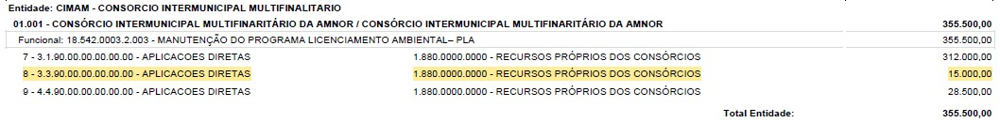 Entidade: CIMAM - CONSORCIO INTERMUNICIPAL MULTIFINALITARIO
01.001 - CONSÓRCIO INTERMUNICIPAL MULTIFINARITÁRIO DA AMNOR / CONSÓRCIO INTERMUNICIPAL MULTIFINARITÁRIO DA AMNOR 355.500,00
Funcional: 18.542.0003.2.003 - MANUTENÇÃO DO PROGRAMA LICENCIAMENTO AMBIENTAL– PLA 355.500,00
7 - 3.1.90.00.00.00.00.00 - APLICACOES DIRETAS 1.880.0000.0000 - RECURSOS PRÓPRIOS DOS CONSÓRCIOS 312.000,00
8 - 3.3.90.00.00.00.00.00 - APLICACOES DIRETAS 1.880.0000.0000 - RECURSOS PRÓPRIOS DOS CONSÓRCIOS 15.000,00
9 - 4.4.90.00.00.00.00.00 - APLICACOES DIRETAS 1.880.0000.0000 - RECURSOS PRÓPRIOS DOS CONSÓRCIOS 28.500,00
Total Entidade: 355.500,00